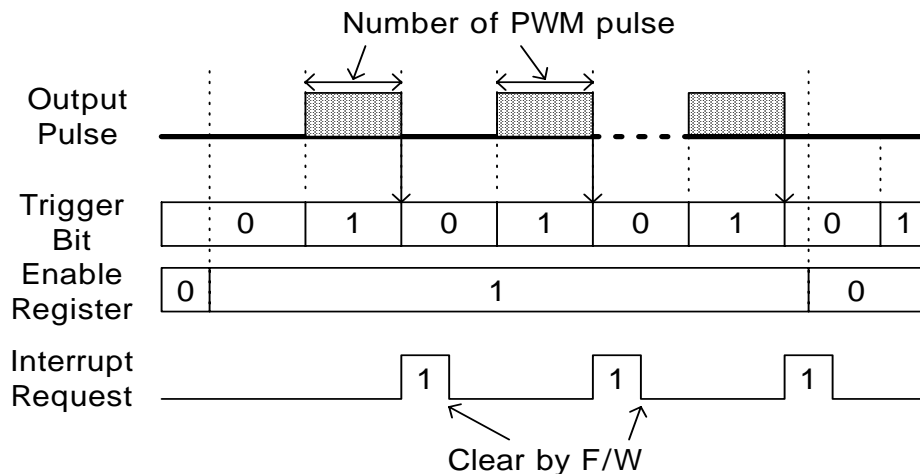 Number of PWM pulse
Output
Pulse
Trigger
Bit
0 1 0 1 0 1 0 1
Enable
Register
0 1 0
Interrupt
Request
1 1 1
Clear by F/W